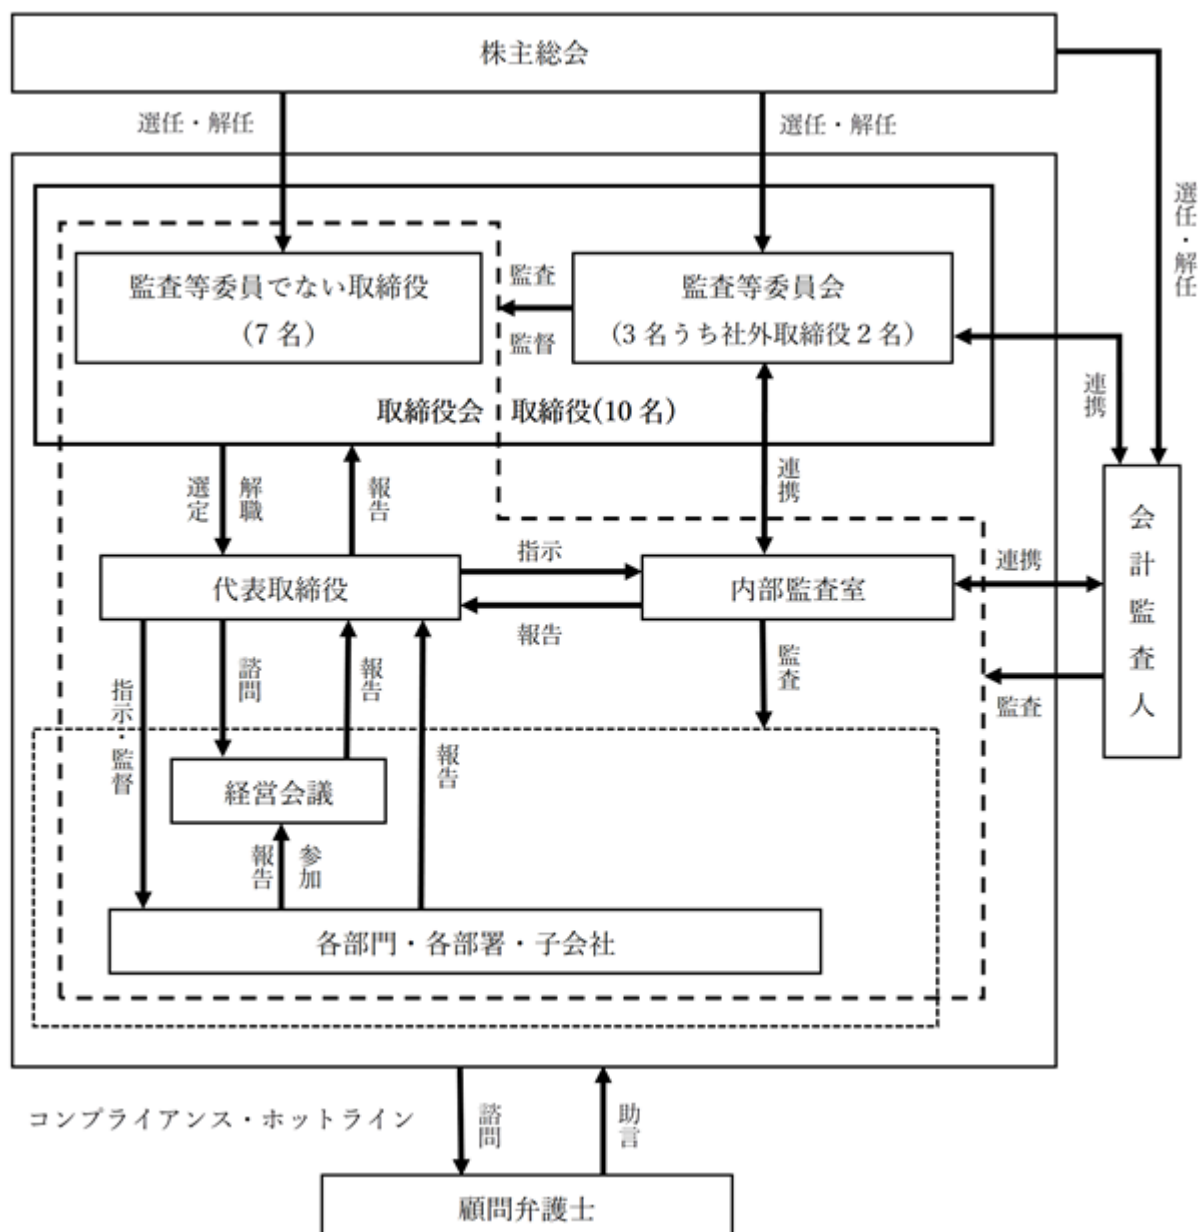 株主総会
選任・解任
選任・解任
選任・解任
監査等委員でない取締役
(7 名)
監査
監督
監査等委員会
(3 名うち社外取締役 2 名)
連携
取締役会
取締役(10 名)
選定
解職
報告
連携
会計監査人
代表取締役
指示
報告
内部監査室
連携
監査
監査
指示・監督
諮問
報告
報告
経営会議
報告
参加
各部門・各部署・子会社
コンプライアンス・ホットライン
諮問
助言
顧問弁護士